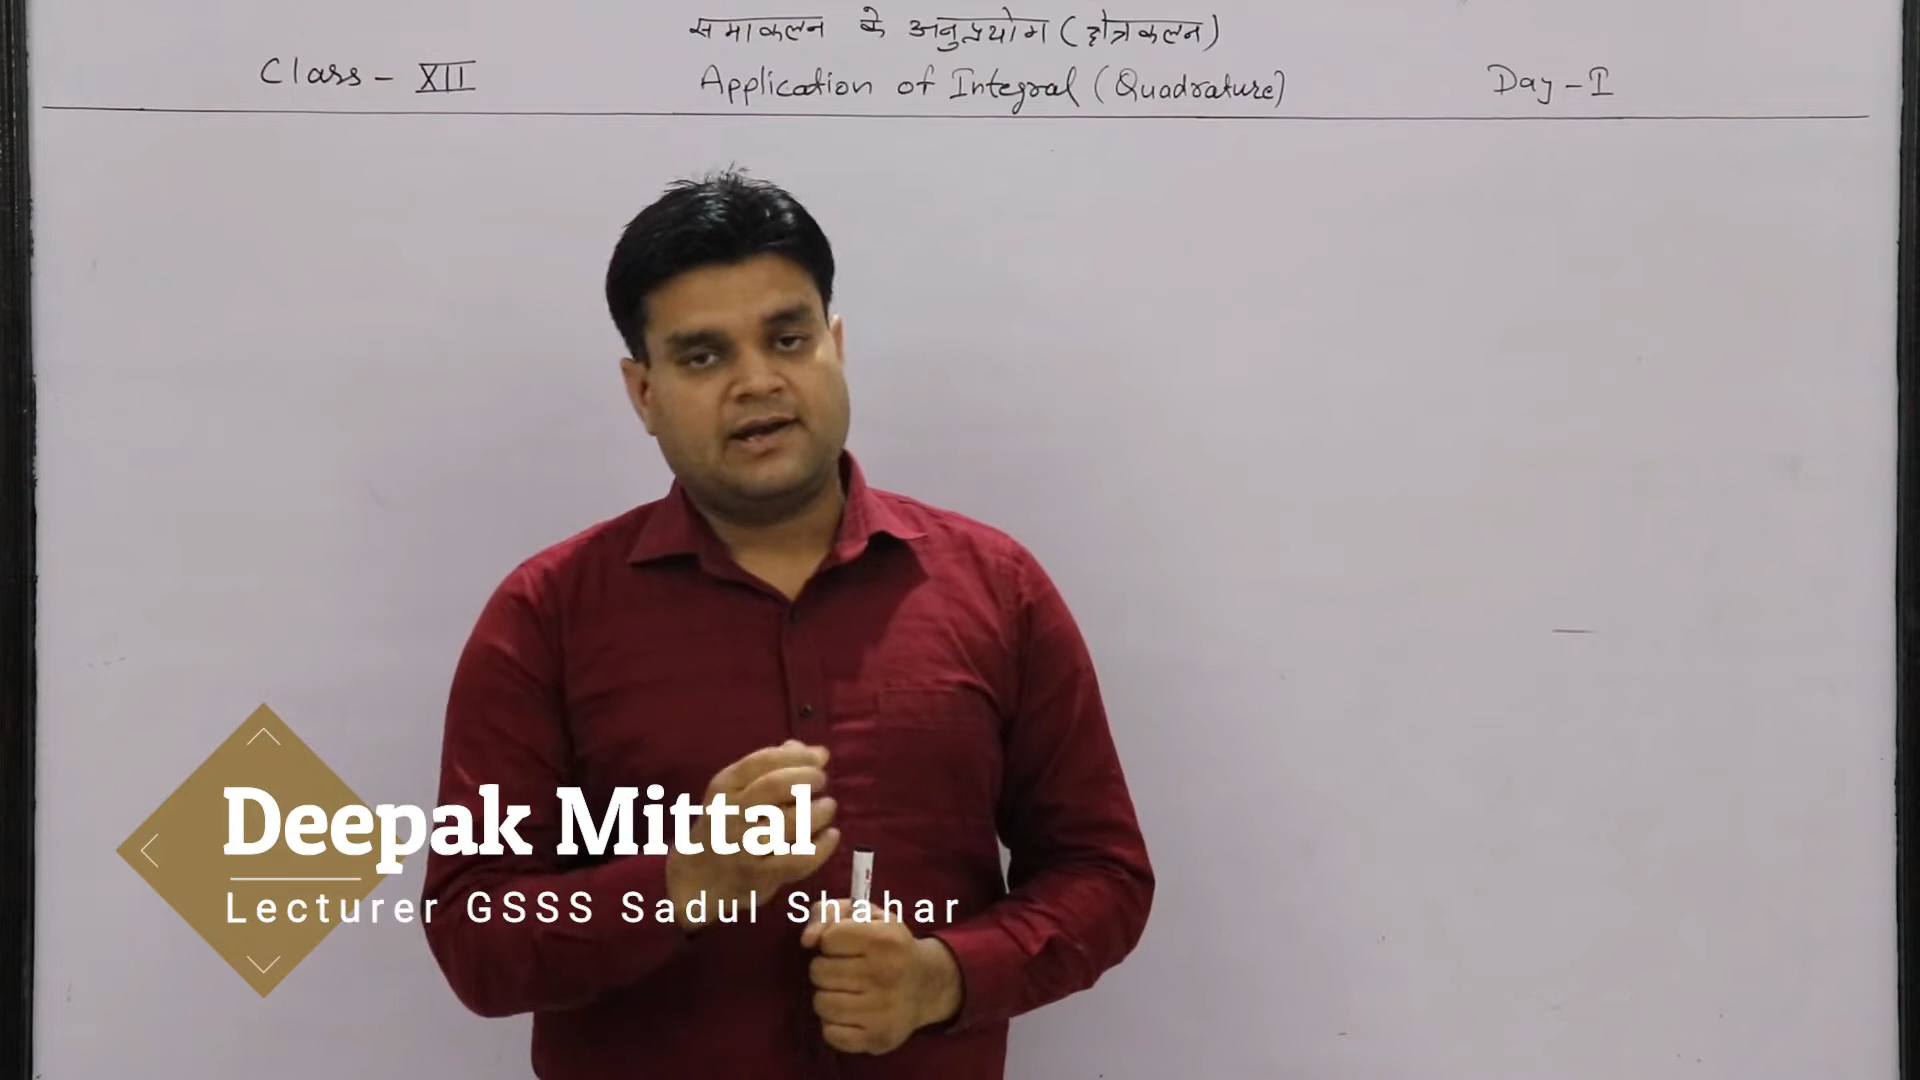 समाकलन के अनुप्रयोग (क्षेत्रकलन)
Class - XII Application of Integral (Quadrature) Day - I
Deepak Mittal
Lecturer GSSS Sadul Shahar